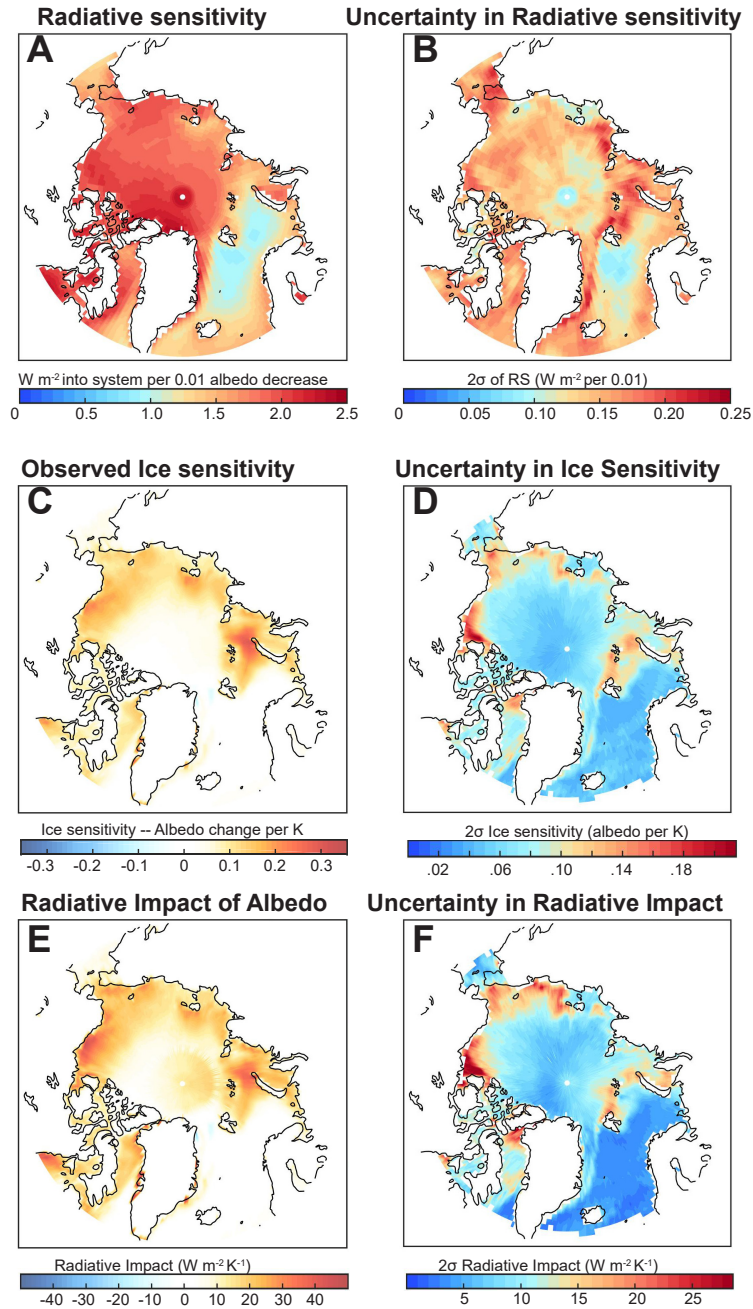 Radiative sensitivity
Uncertainty in Radiative sensitivity
A
B
W m⁻² into system per 0.01 albedo decrease
0 0.5 1.0 1.5 2.0 2.5
2σ of RS (W m⁻² per 0.01)
0 0.05 0.10 0.15 0.20 0.25
Observed Ice sensitivity
Uncertainty in Ice Sensitivity
C
D
Ice sensitivity -- Albedo change per K
-0.3 -0.2 -0.1 0 0.1 0.2 0.3
2σ Ice sensitivity (albedo per K)
.02 .06 .10 .14 .18
Radiative Impact of Albedo
Uncertainty in Radiative Impact
E
F
Radiative Impact (W m⁻² K⁻¹)
-40 -30 -20 -10 0 10 20 30 40
2σ Radiative Impact (W m⁻² K⁻¹)
5 10 15 20 25